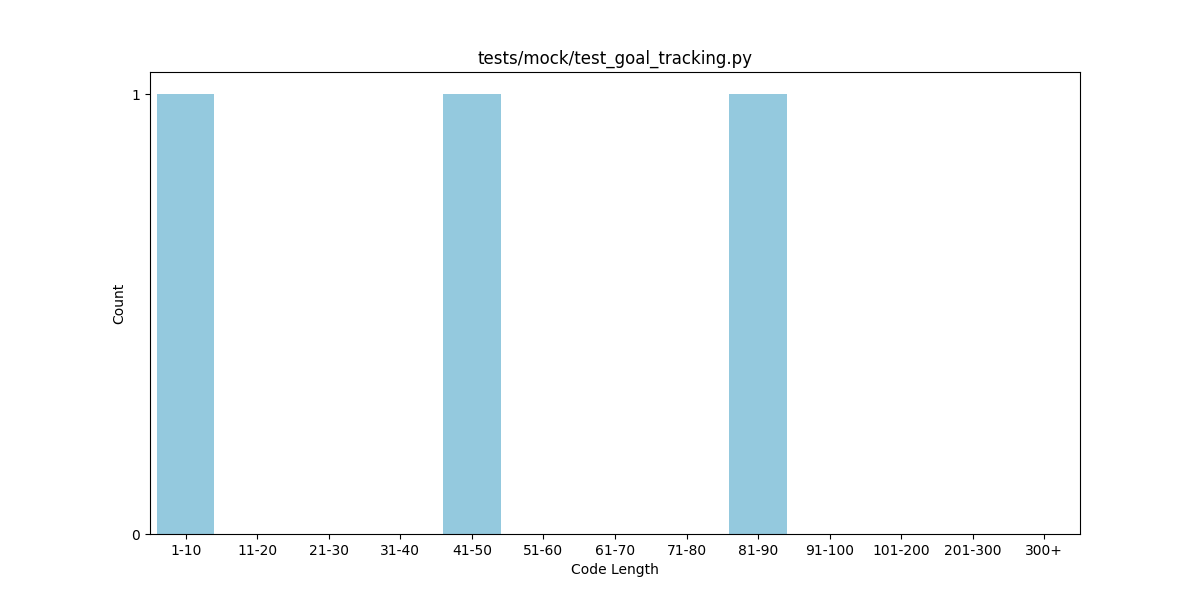 tests/mock/test_goal_tracking.py
1
Count
0
1-10 11-20 21-30 31-40 41-50 51-60 61-70 71-80 81-90 91-100 101-200 201-300 300+
Code Length